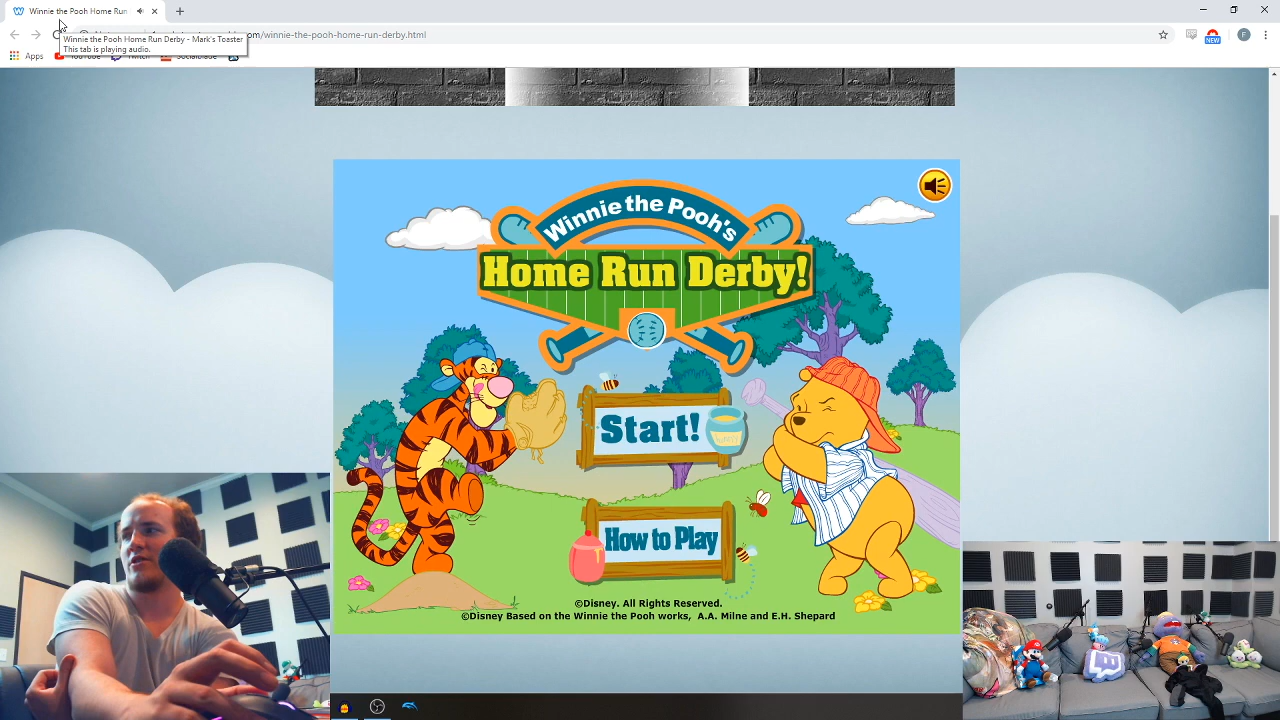 Winnie the Pooh Home Run
om/winnie-the-pooh-home-run-derby.html
Winnie the Pooh Home Run Derby - Mark's Toaster
This tab is playing audio.
NEW
F
Apps
YouTube
Twitch
Socialblade
Winnie the Pooh's
Home Run Derby!
Start!
HUNNY
How to Play
©Disney. All Rights Reserved.
©Disney Based on the Winnie the Pooh works, A.A. Milne and E.H. Shepard